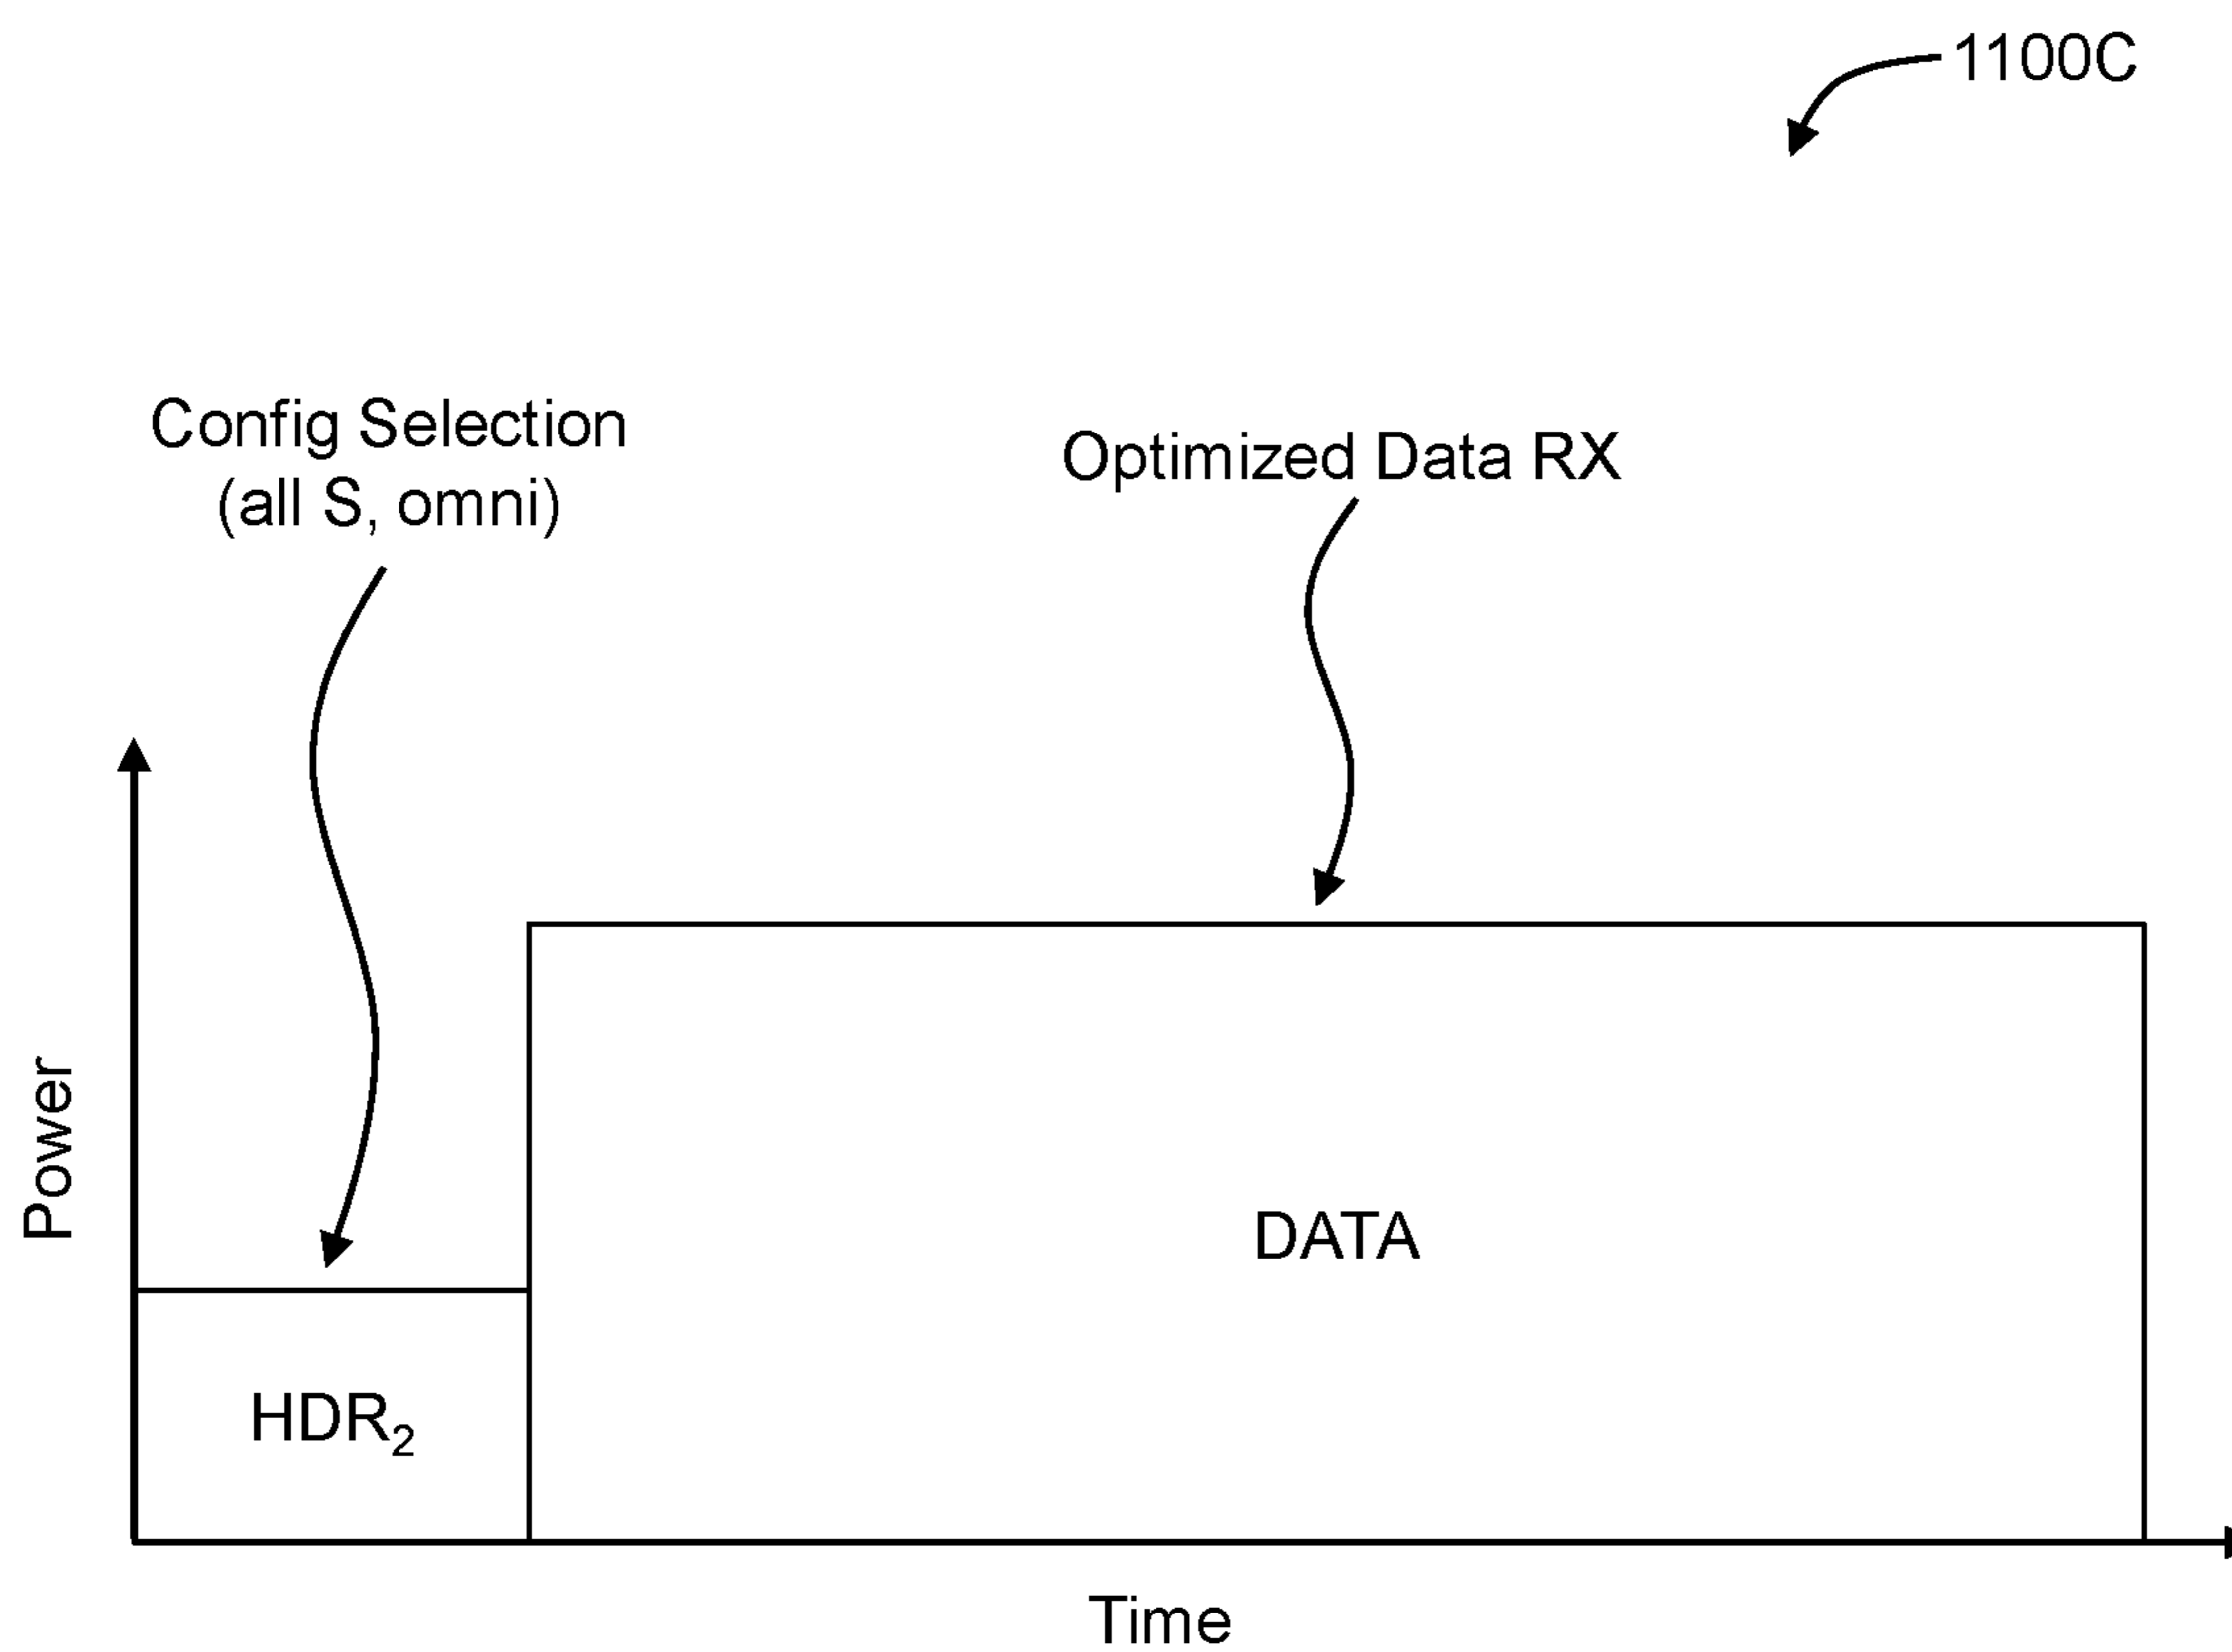 1100C
Config Selection
(all S, omni)
Optimized Data RX
Power
DATA
HDR₂
Time